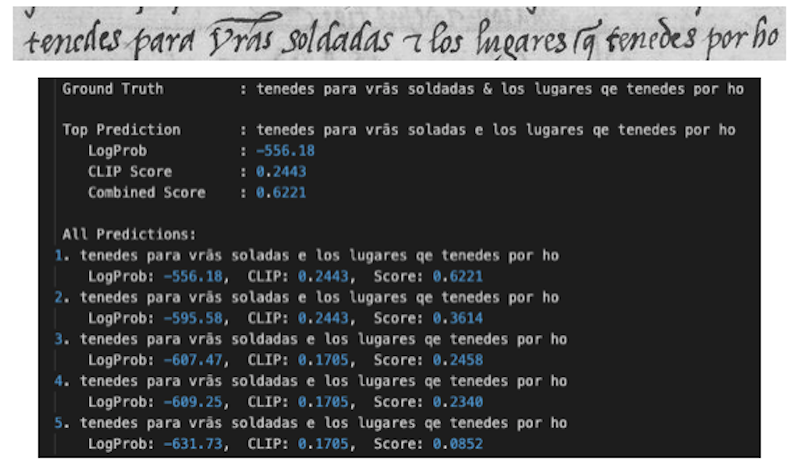 tenedes para vrãs soldadas ⁊ los lugares q̃ tenedes por ho
Ground Truth : tenedes para vrãs soldadas & los lugares qe tenedes por ho
Top Prediction : tenedes para vrãs soladas e los lugares qe tenedes por ho
LogProb : -556.18
CLIP Score : 0.2443
Combined Score : 0.6221
All Predictions:
1. tenedes para vrãs soladas e los lugares qe tenedes por ho
LogProb: -556.18, CLIP: 0.2443, Score: 0.6221
2. tenedes para vrãs soladas e los lugares qe tenedes por ho
LogProb: -595.58, CLIP: 0.2443, Score: 0.3614
3. tenedes para vrãs soldadas e los lugares qe tenedes por ho
LogProb: -607.47, CLIP: 0.1705, Score: 0.2458
4. tenedes para vrãs soldadas e los lugares qe tenedes por ho
LogProb: -609.25, CLIP: 0.1705, Score: 0.2340
5. tenedes para vrãs soldadas e los lugares qe tenedes por ho
LogProb: -631.73, CLIP: 0.1705, Score: 0.0852